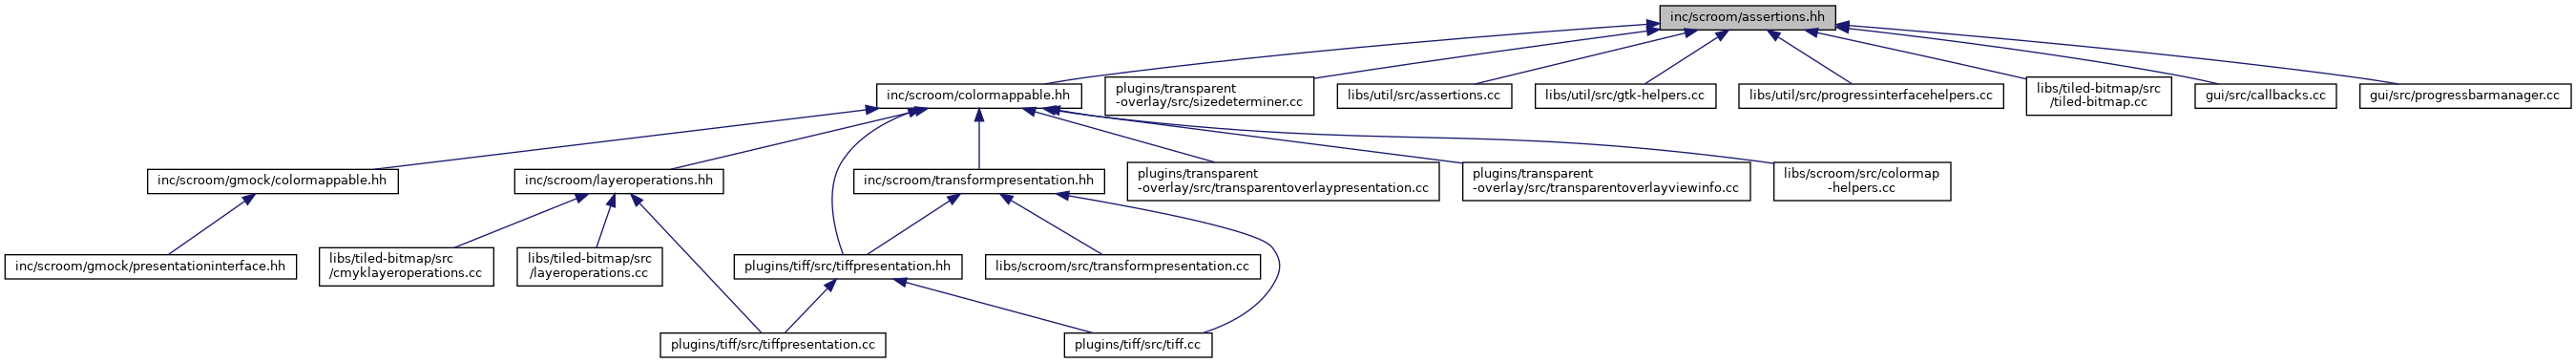 inc/scroom/assertions.hh
inc/scroom/colormappable.hh
plugins/transparent
-overlay/src/sizedeterminer.cc
libs/util/src/assertions.cc
libs/util/src/gtk-helpers.cc
libs/util/src/progressinterfacehelpers.cc
libs/tiled-bitmap/src
/tiled-bitmap.cc
gui/src/callbacks.cc
gui/src/progressbarmanager.cc
inc/scroom/gmock/colormappable.hh
inc/scroom/layeroperations.hh
inc/scroom/transformpresentation.hh
plugins/transparent
-overlay/src/transparentoverlaypresentation.cc
plugins/transparent
-overlay/src/transparentoverlayviewinfo.cc
libs/scroom/src/colormap
-helpers.cc
inc/scroom/gmock/presentationinterface.hh
libs/tiled-bitmap/src
/cmyklayeroperations.cc
libs/tiled-bitmap/src
/layeroperations.cc
plugins/tiff/src/tiffpresentation.hh
libs/scroom/src/transformpresentation.cc
plugins/tiff/src/tiffpresentation.cc
plugins/tiff/src/tiff.cc